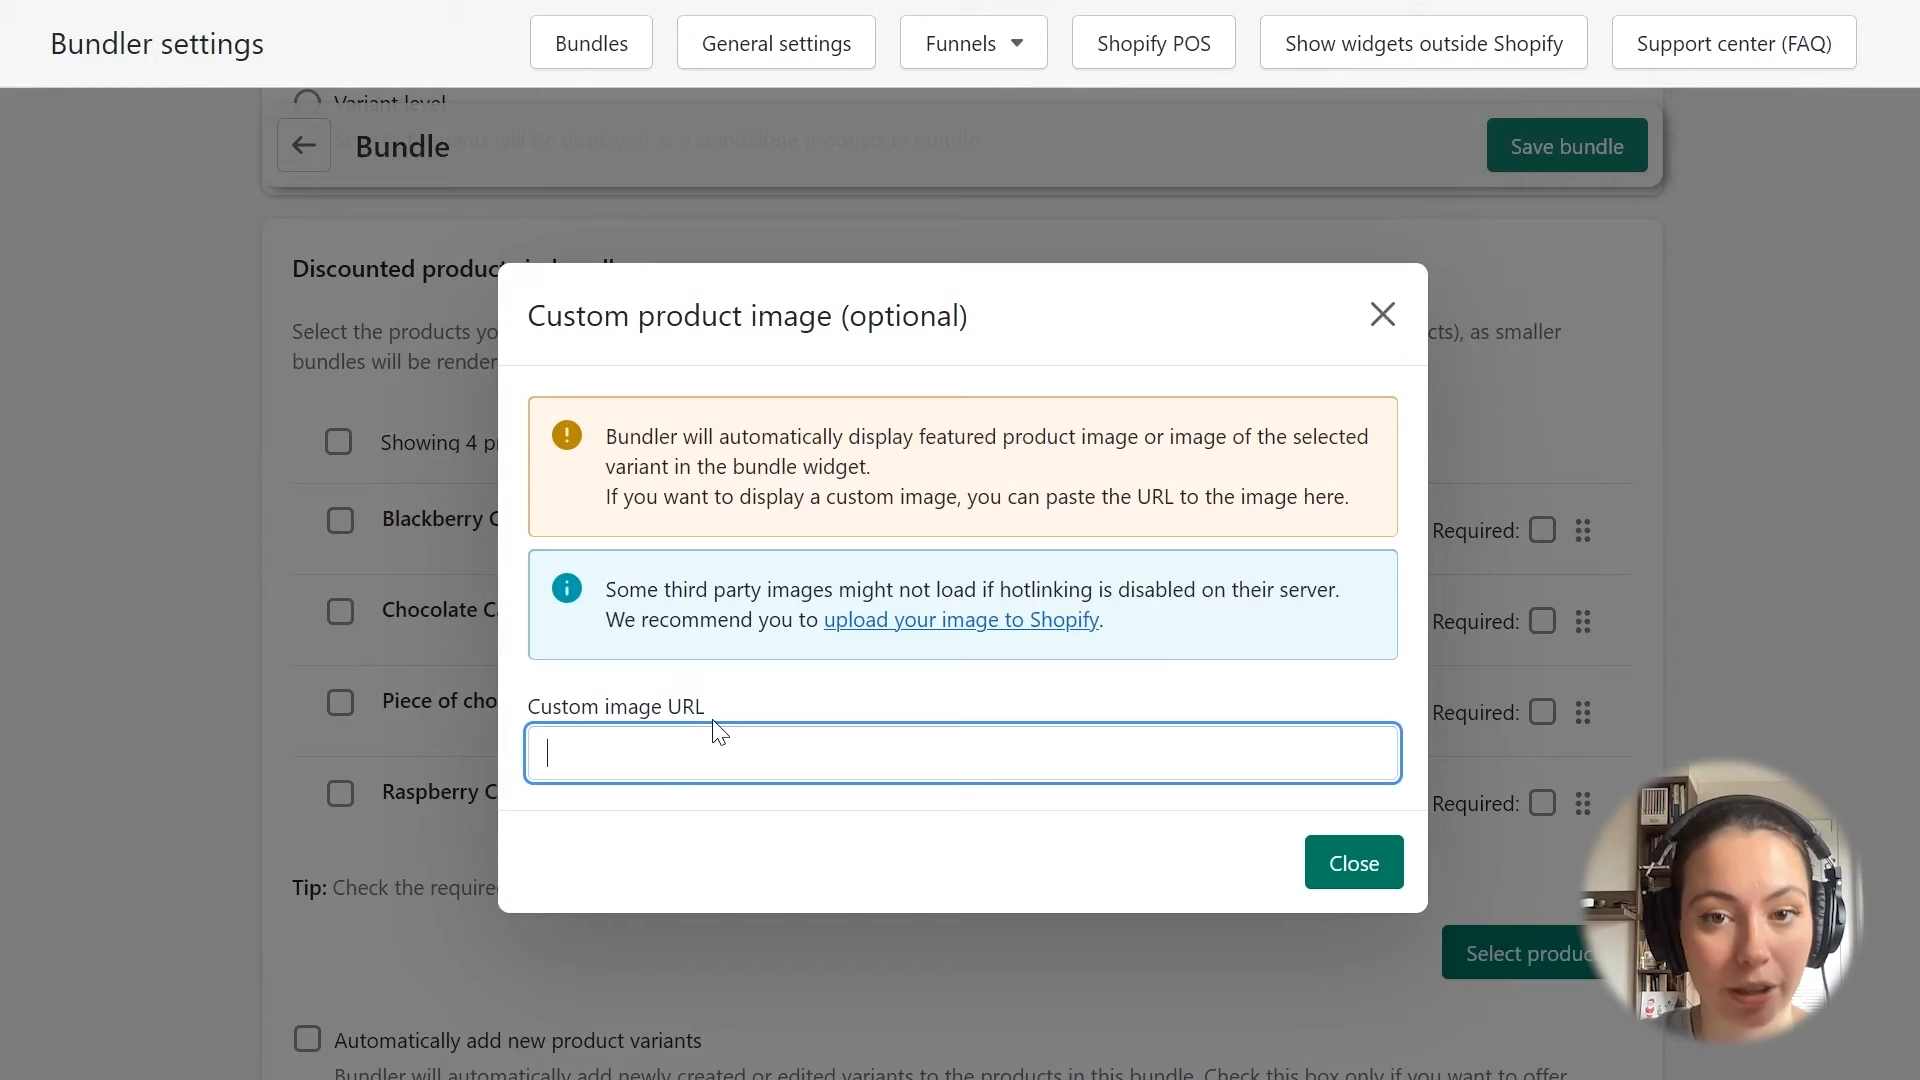 Bundler settings
Bundles
General settings
Funnels
Shopify POS
Show widgets outside Shopify
Support center (FAQ)
Variant level
Bundle
Save bundle
Discounted product
Select the products yo
cts), as smaller
bundles will be render
Custom product image (optional)
Bundler will automatically display featured product image or image of the selected
variant in the bundle widget.
If you want to display a custom image, you can paste the URL to the image here.
Some third party images might not load if hotlinking is disabled on their server.
We recommend you to upload your image to Shopify.
Custom image URL
Close
Showing 4 p
Blackberry C
Required:
Chocolate C
Required:
Piece of cho
Required:
Raspberry C
Required:
Tip: Check the require
Select produc
Automatically add new product variants
Bundler will automatically add newly created or edited variants to the products in this bundle. Check this box only if you want to offer